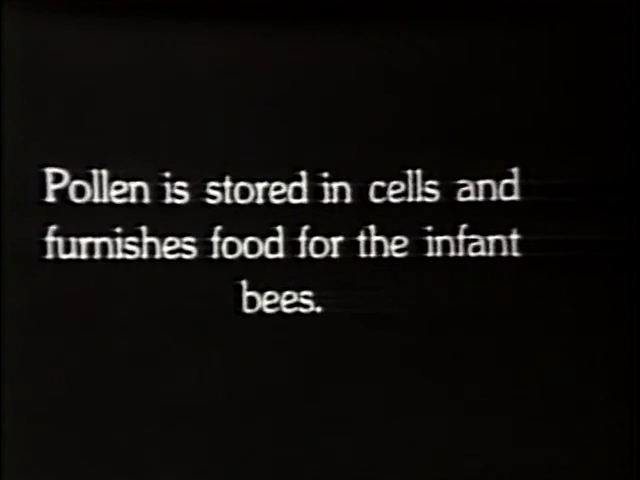 Pollen is stored in cells and
furnishes food for the infant
bees.